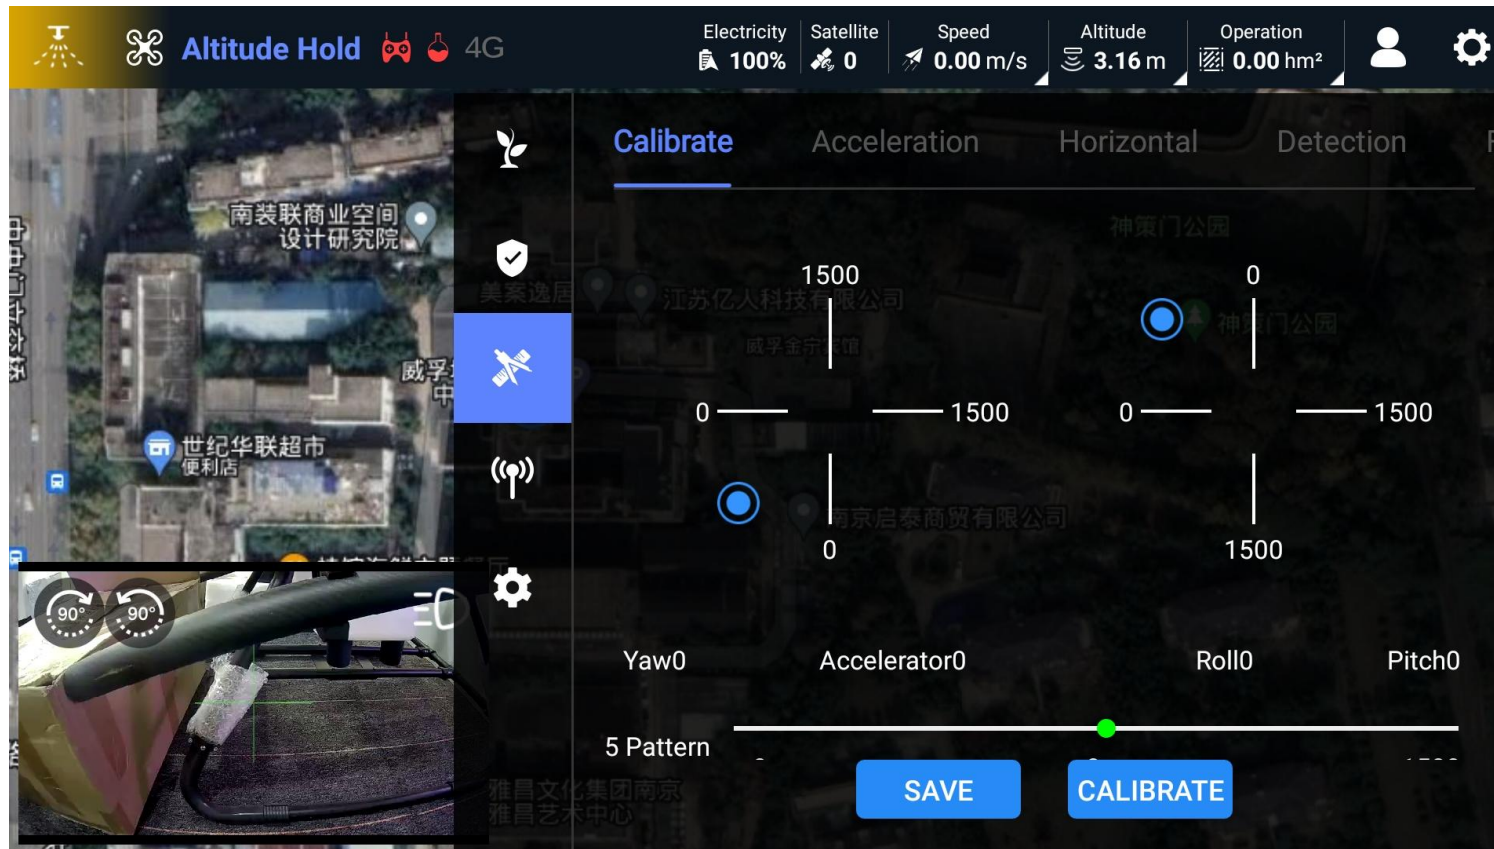 Altitude Hold
4G
Electricity
100%
Satellite
0
Speed
0.00 m/s
Altitude
3.16 m
Operation
0.00 hm²
Calibrate
Acceleration
Horizontal
Detection
南装联商业空间
设计研究院
神策门公园
1500
0
美案逸居
江苏亿人科技有限公司
神策门公园
威孚金宁宾馆
威孚
中
0
1500
0
1500
世纪华联超市
便利店
南京启泰商贸有限公司
0
1500
90°
90°
Yaw0
Accelerator0
Roll0
Pitch0
5 Pattern
SAVE
CALIBRATE
雅昌文化集团南京
雅昌艺术中心